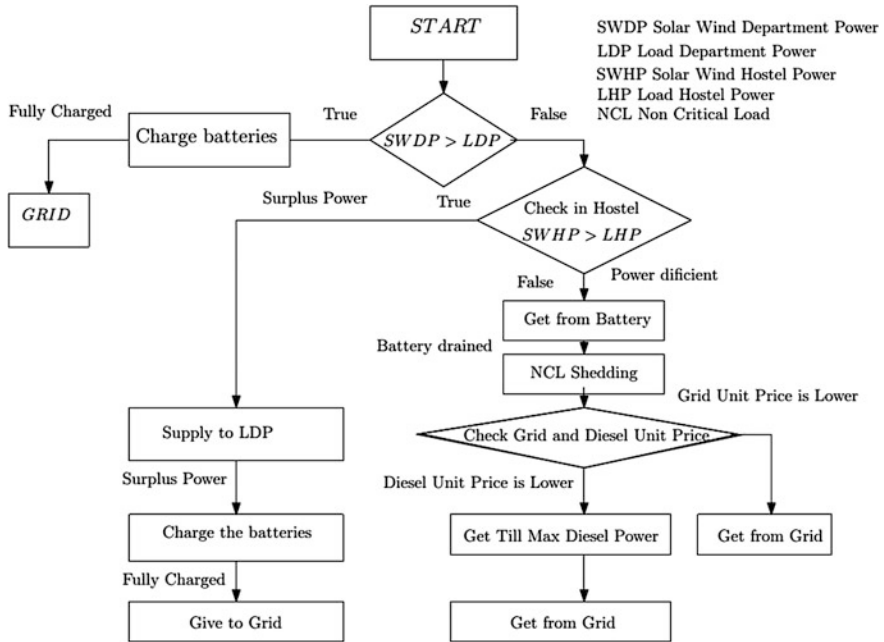 START
SWDP Solar Wind Department Power
LDP Load Department Power
SWHP Solar Wind Hostel Power
LHP Load Hostel Power
NCL Non Critical Load
Fully Charged
Charge batteries
True
SWDP > LDP
False
GRID
Surplus Power
True
Check in Hostel
SWHP > LHP
False
Power dificient
Get from Battery
Battery drained
NCL Shedding
Grid Unit Price is Lower
Supply to LDP
Check Grid and Diesel Unit Price
Surplus Power
Diesel Unit Price is Lower
Charge the batteries
Get Till Max Diesel Power
Get from Grid
Fully Charged
Give to Grid
Get from Grid